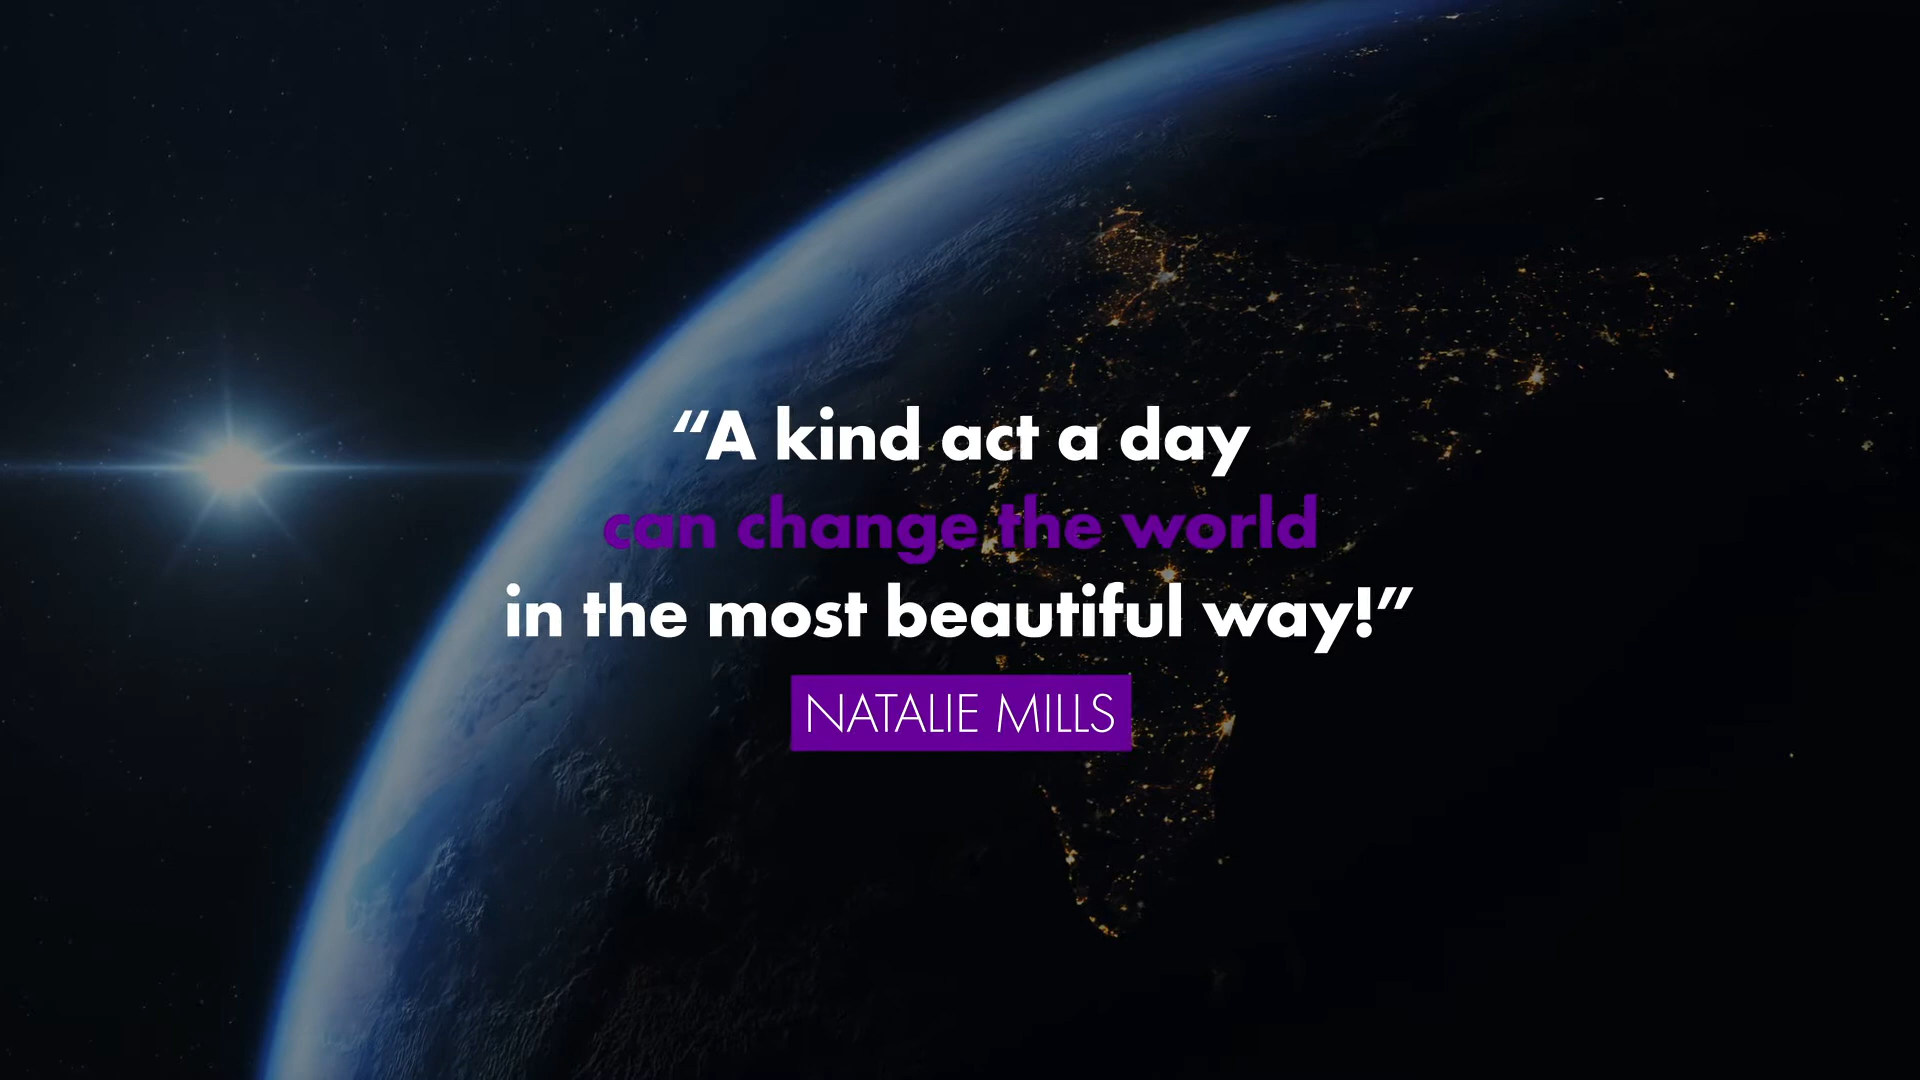 “A kind act a day
can change the world
in the most beautiful way!”
NATALIE MILLS